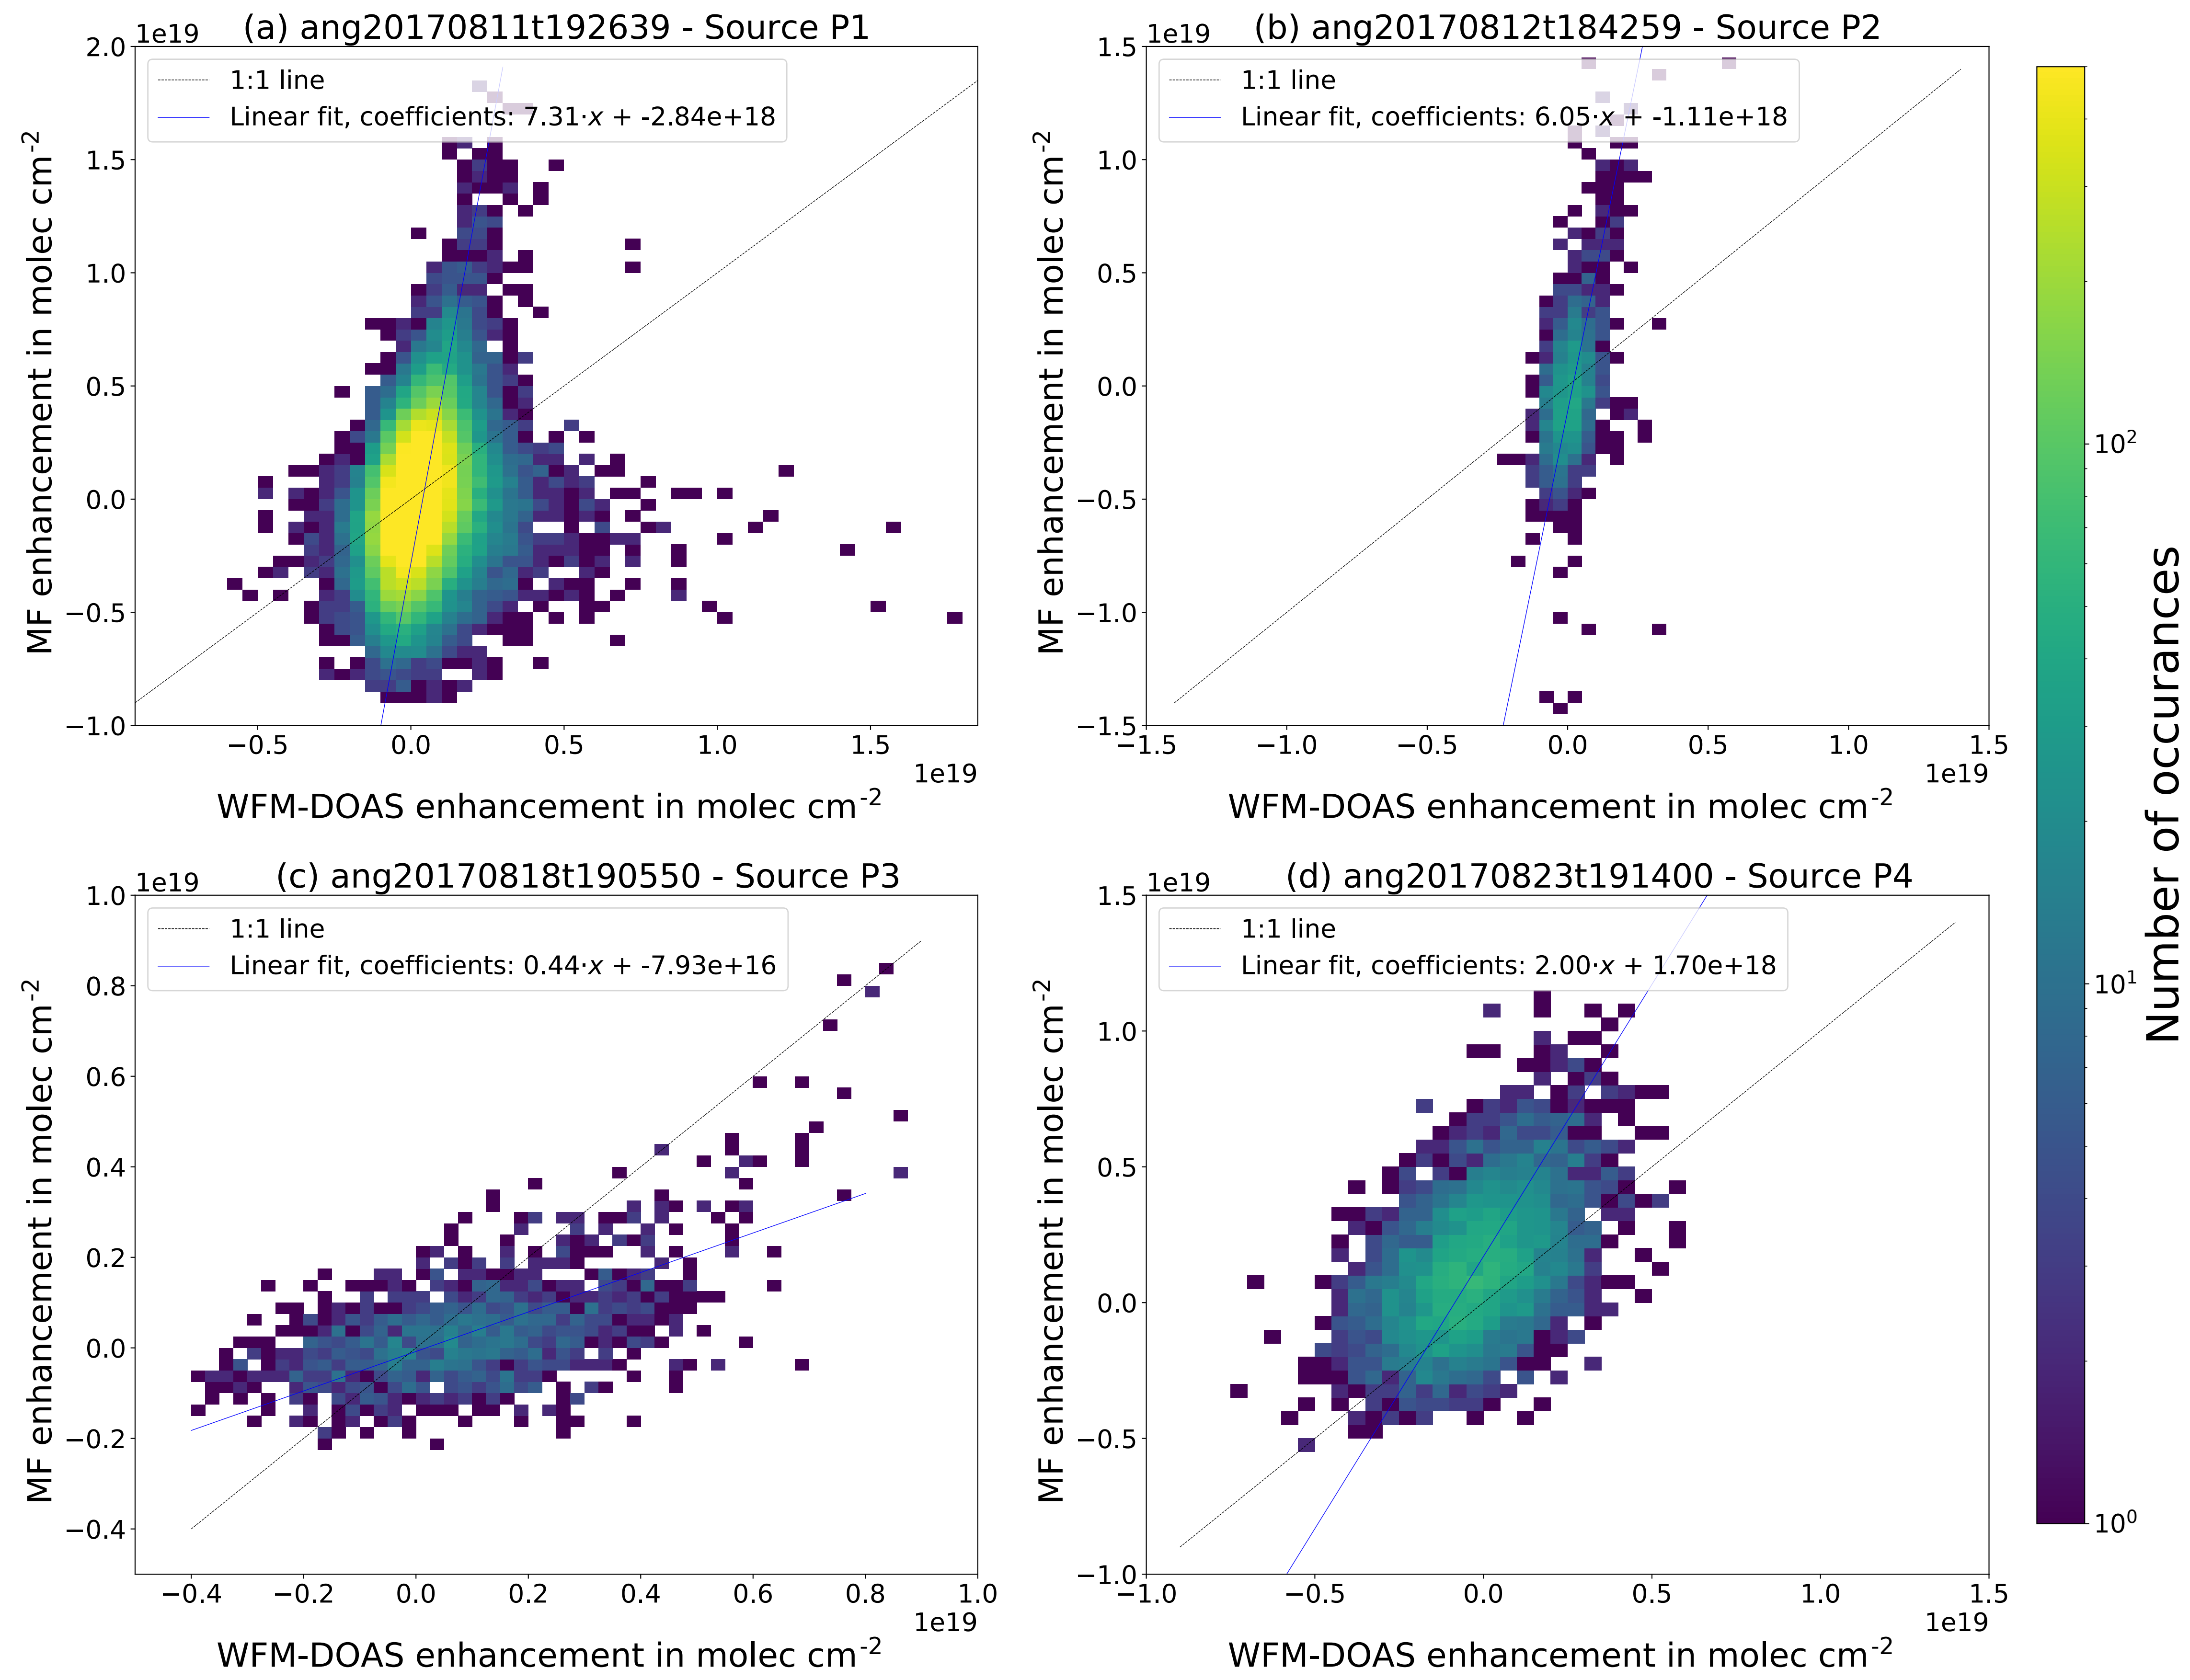 (a) ang20170811t192639 - Source P1
1e19
1:1 line
Linear fit, coefficients: 7.31·x + -2.84e+18
MF enhancement in molec cm-2
2.0
1.5
1.0
0.5
0.0
−0.5
−1.0
−0.5 0.0 0.5 1.0 1.5
1e19
WFM-DOAS enhancement in molec cm-2
(b) ang20170812t184259 - Source P2
1e19
1:1 line
Linear fit, coefficients: 6.05·x + -1.11e+18
MF enhancement in molec cm-2
1.5
1.0
0.5
0.0
−0.5
−1.0
−1.5
−1.5 −1.0 −0.5 0.0 0.5 1.0 1.5
1e19
WFM-DOAS enhancement in molec cm-2
(c) ang20170818t190550 - Source P3
1e19
1:1 line
Linear fit, coefficients: 0.44·x + -7.93e+16
MF enhancement in molec cm-2
1.0
0.8
0.6
0.4
0.2
0.0
−0.2
−0.4
−0.4 −0.2 0.0 0.2 0.4 0.6 0.8 1.0
1e19
WFM-DOAS enhancement in molec cm-2
(d) ang20170823t191400 - Source P4
1e19
1:1 line
Linear fit, coefficients: 2.00·x + 1.70e+18
MF enhancement in molec cm-2
1.5
1.0
0.5
0.0
−0.5
−1.0
−1.0 −0.5 0.0 0.5 1.0 1.5
1e19
WFM-DOAS enhancement in molec cm-2
10²
10¹
10⁰
Number of occurances